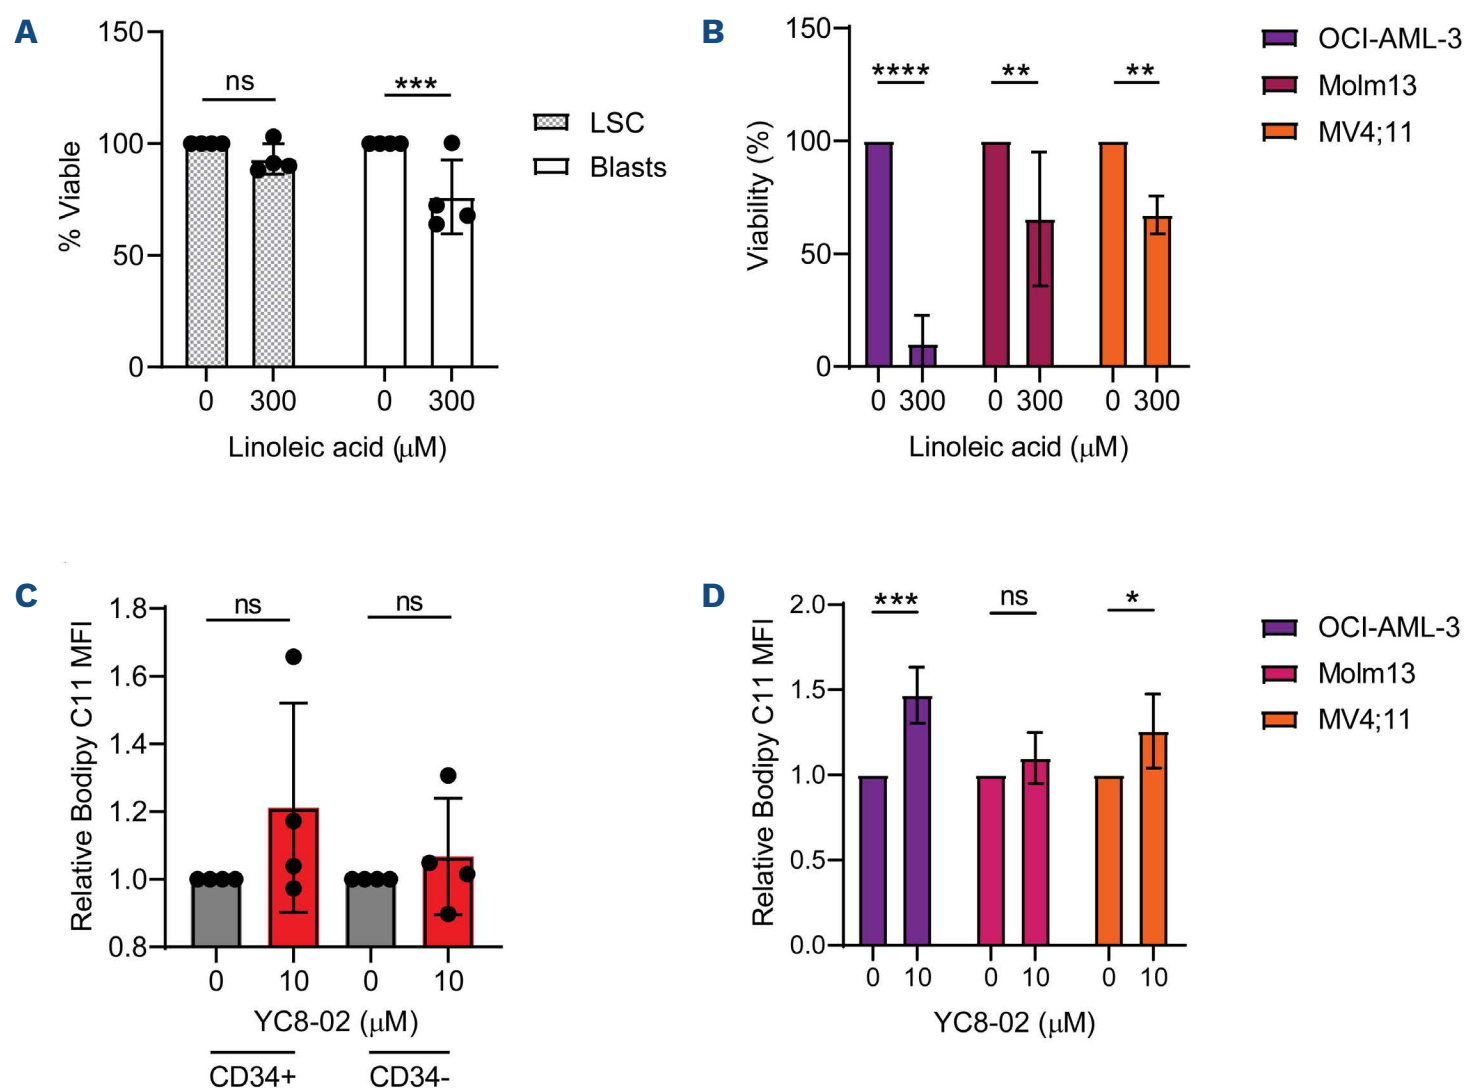 A
150
100
50
0
% Viable
ns
***
0 300 0 300
Linoleic acid (μM)
LSC
Blasts
B
150
100
50
0
Viability (%)
**** ** **
0 300 0 300 0 300
Linoleic acid (μM)
OCI-AML-3
Molm13
MV4;11
C
1.8
1.6
1.4
1.2
1.0
0.8
Relative Bodipy C11 MFI
ns ns
0 10 0 10
YC8-02 (μM)
CD34+ CD34-
D
2.0
1.5
1.0
0.5
0.0
Relative Bodipy C11 MFI
*** ns *
0 10 0 10 0 10
YC8-02 (μM)
OCI-AML-3
Molm13
MV4;11